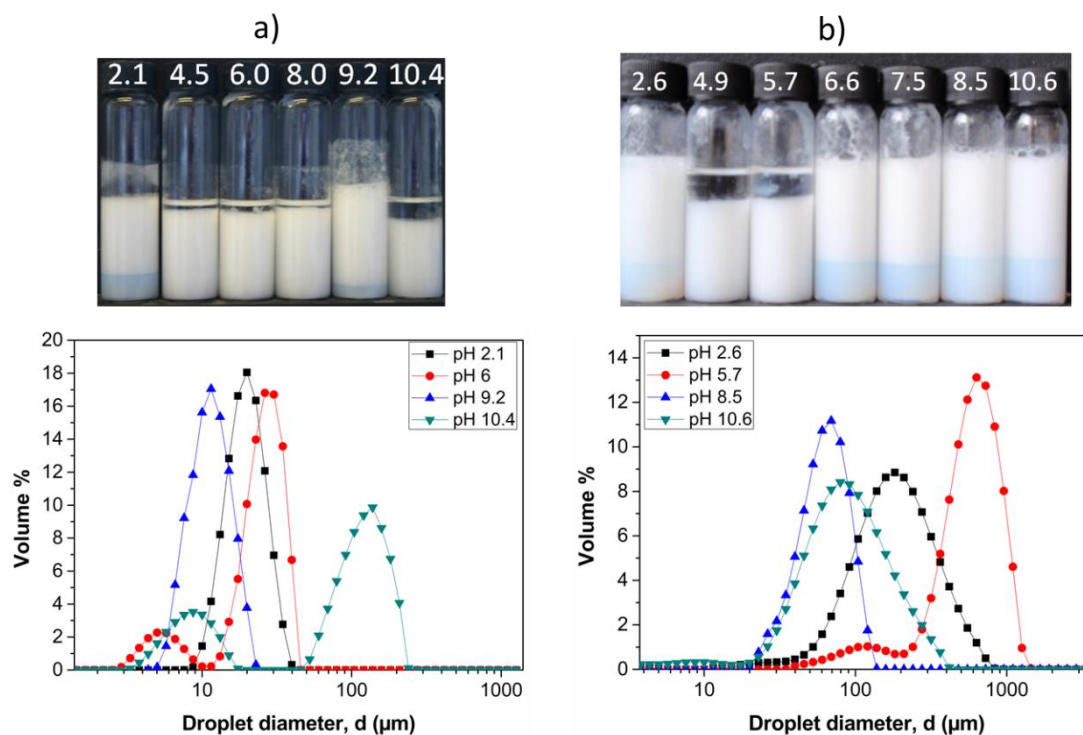 a)
2.1 4.5 6.0 8.0 9.2 10.4
b)
2.6 4.9 5.7 6.6 7.5 8.5 10.6
20
18
16
14
12
10
8
6
4
2
0
Volume %
pH 2.1
pH 6
pH 9.2
pH 10.4
10 100 1000
Droplet diameter, d (µm)
14
12
10
8
6
4
2
0
Volume %
pH 2.6
pH 5.7
pH 8.5
pH 10.6
10 100 1000
Droplet diameter, d (µm)